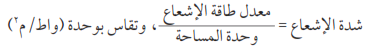 شدة الإشعاع = معدل طاقة الإشعاع / وحدة المساحة ، وتقاس بوحدة (واط/ م٢)